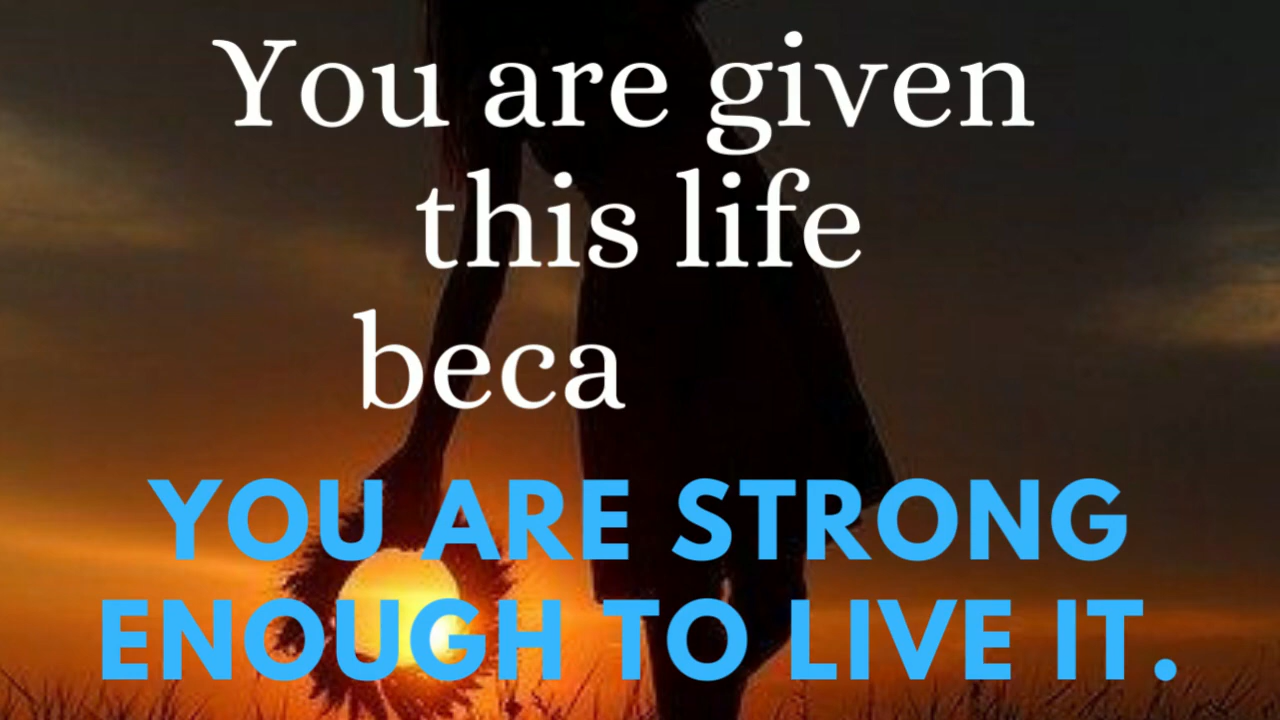 You are given
this life
beca
YOU ARE STRONG
ENOUGH TO LIVE IT.